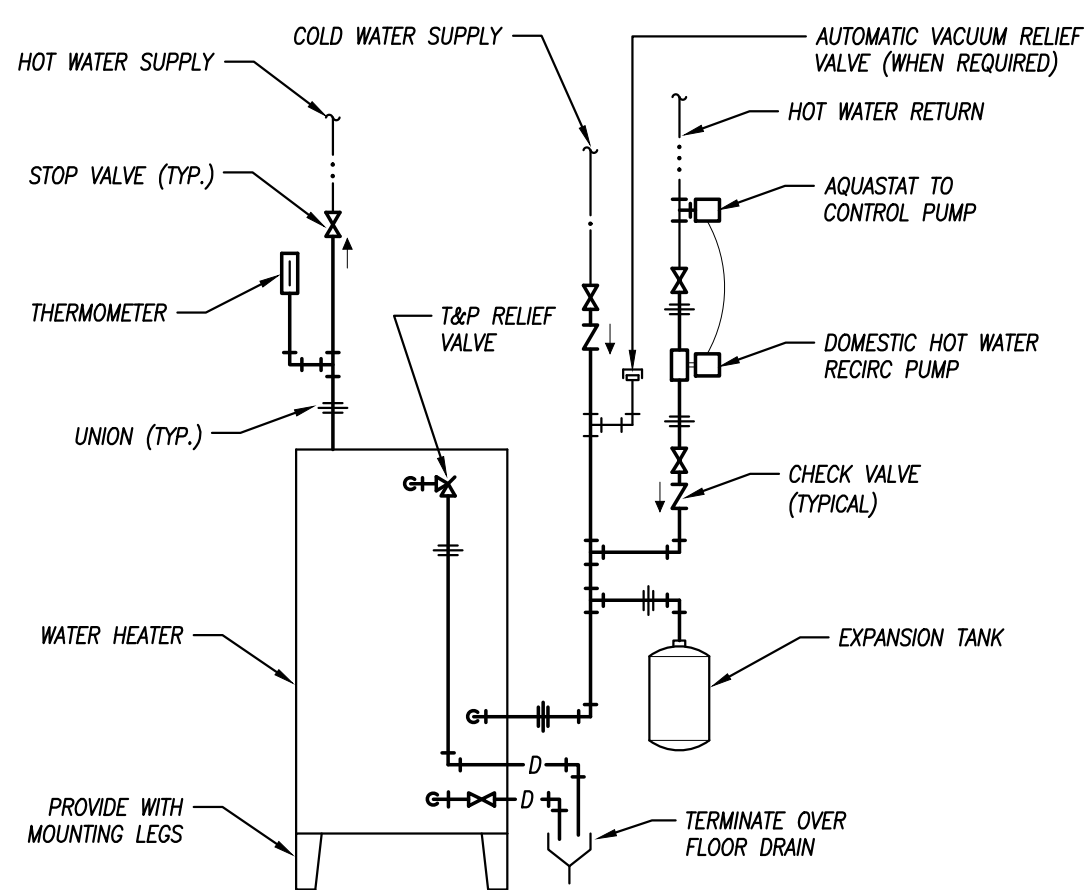 COLD WATER SUPPLY
AUTOMATIC VACUUM RELIEF
VALVE (WHEN REQUIRED)
HOT WATER SUPPLY
HOT WATER RETURN
STOP VALVE (TYP.)
AQUASTAT TO
CONTROL PUMP
THERMOMETER
T&P RELIEF
VALVE
DOMESTIC HOT WATER
RECIRC PUMP
UNION (TYP.)
CHECK VALVE
(TYPICAL)
WATER HEATER
EXPANSION TANK
D
D
PROVIDE WITH
MOUNTING LEGS
TERMINATE OVER
FLOOR DRAIN